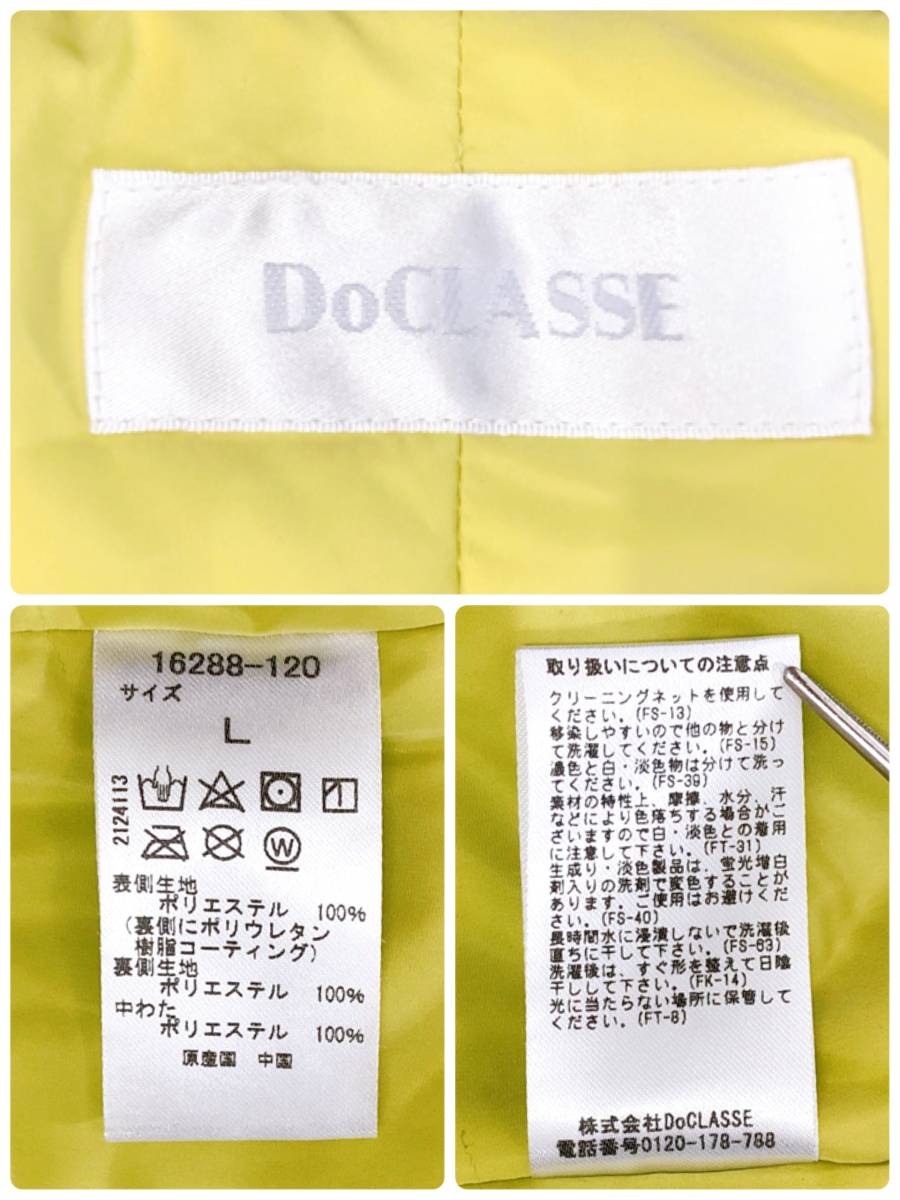 DoCLASSE
16288-120
サイズ
L
2124113
W
表側生地
ポリエステル 100%
(裏側にポリウレタン
樹脂コーティング)
裏側生地
ポリエステル 100%
中わた
ポリエステル 100%
原産国 中国
取り扱いについての注意点
クリーニングネットを使用して
ください。(FS-13)
移染しやすいので他の物と分け
て洗濯してください。(FS-15)
濃色と白・淡色物は分けて洗っ
てください。(FS-39)
素材の特性上、摩擦、水分、汗
などにより色落ちする場合がご
ざいますので白・淡色との着用
に注意して下さい。(FT-31)
生成り・淡色製品は、蛍光増白
剤入りの洗剤で変色することが
あります。ご使用はお避けくだ
さい。(FS-40)
長時間水に浸漬しないで洗濯後
直ちに干して下さい。(FS-63)
洗濯後は、すぐ形を整えて日陰
干しして下さい。(FK-14)
光に当たらない場所に保管して
ください。(FT-8)
株式会社DoCLASSE
電話番号0120-178-788